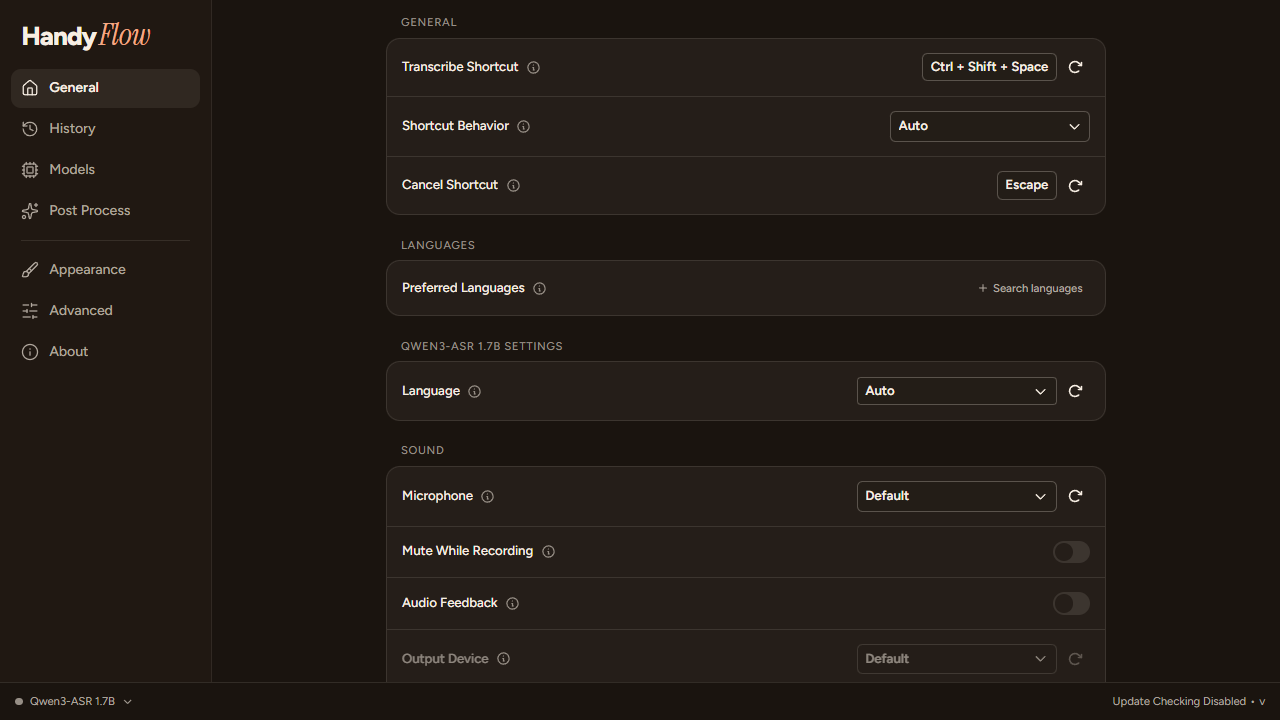 Handy Flow
General
History
Models
Post Process
Appearance
Advanced
About
GENERAL
Transcribe Shortcut
Ctrl + Shift + Space
Shortcut Behavior
Auto
Cancel Shortcut
Escape
LANGUAGES
Preferred Languages
+ Search languages
QWEN3-ASR 1.7B SETTINGS
Language
Auto
SOUND
Microphone
Default
Mute While Recording
Audio Feedback
Output Device
Default
Qwen3-ASR 1.7B
Update Checking Disabled • v